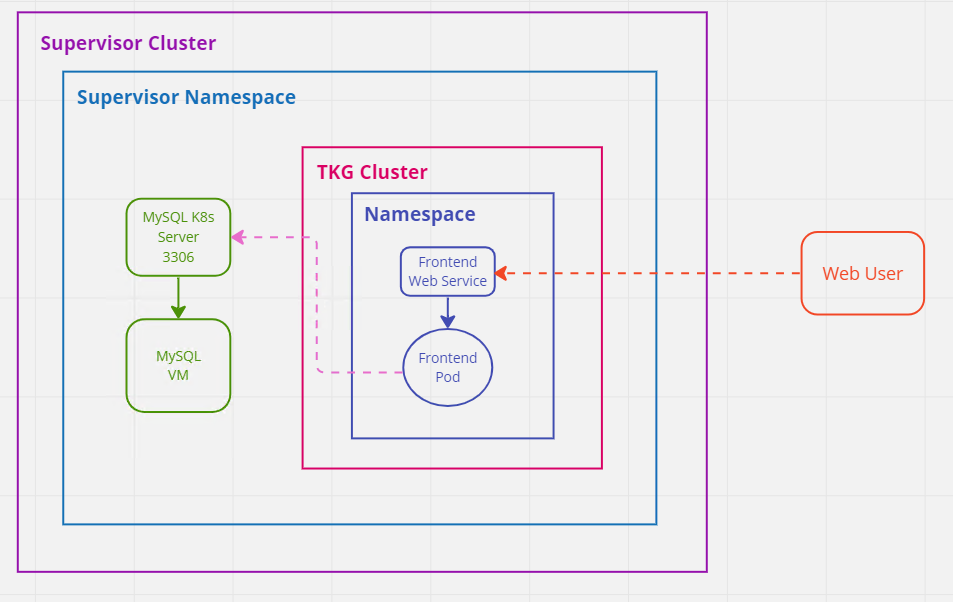 Supervisor Cluster
Supervisor Namespace
TKG Cluster
Namespace
MySQL K8s
Server
3306
MySQL
VM
Frontend
Web Service
Frontend
Pod
Web User